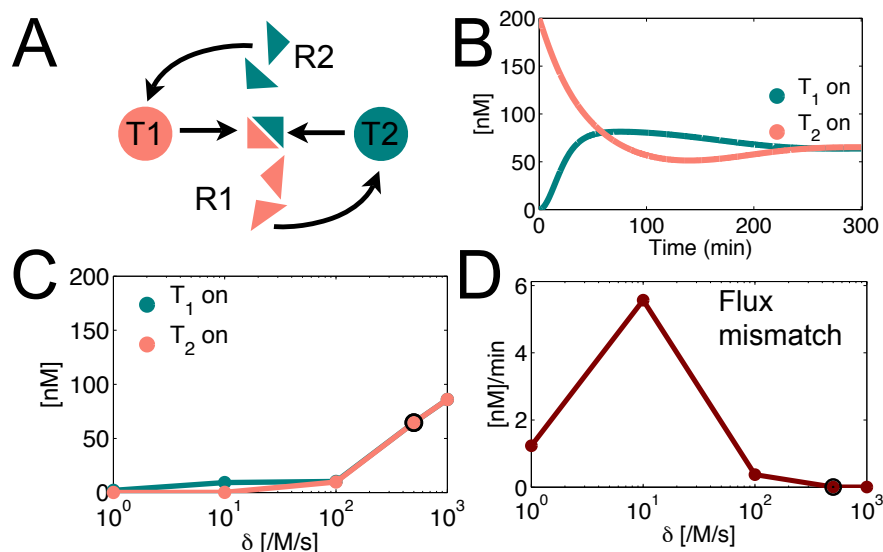 A
R2
T1
T2
R1
B
[nM]
200
150
100
50
0
T1 on
T2 on
0
100
200
300
Time (min)
C
[nM]
200
150
100
50
0
T1 on
T2 on
10^0
10^1
10^2
10^3
δ [/M/s]
D
Flux
mismatch
[nM]/min
6
4
2
0
10^0
10^1
10^2
10^3
δ [/M/s]